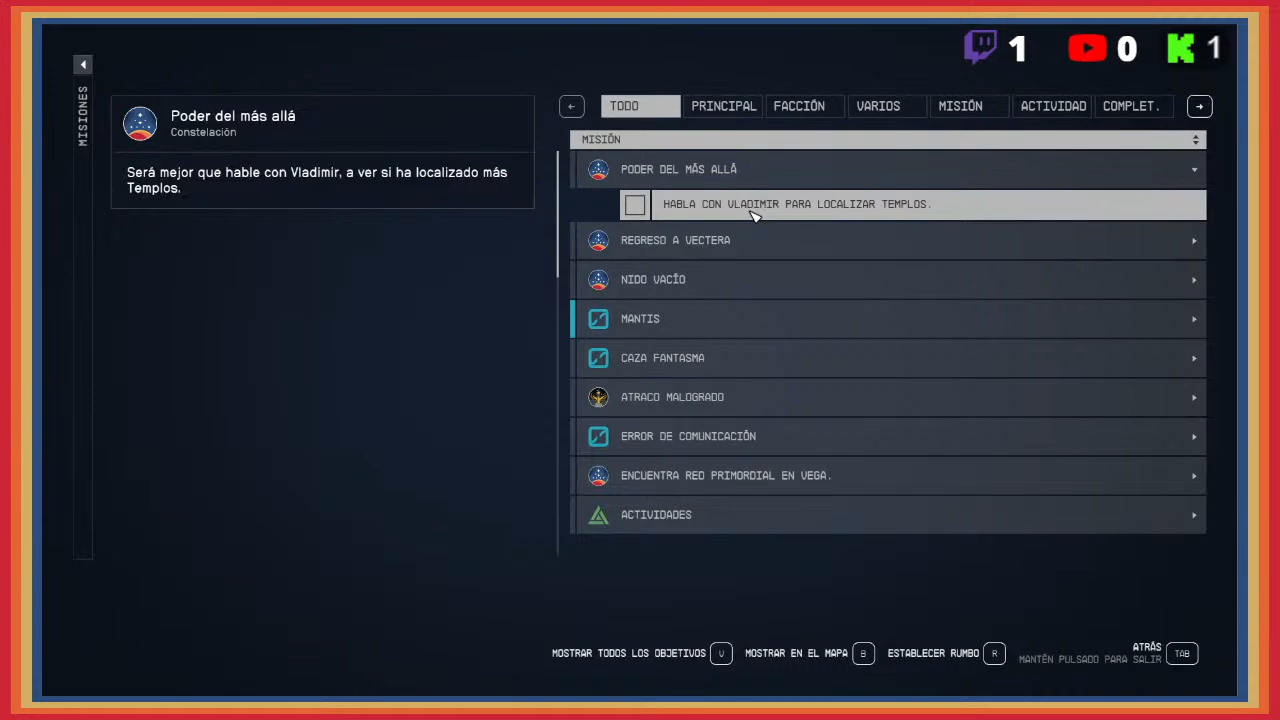 1
0
1
MISIONES
Poder del más allá
Constelación
Será mejor que hable con Vladimir, a ver si ha localizado más
Templos.
TODO
PRINCIPAL
FACCIÓN
VARIOS
MISIÓN
ACTIVIDAD
COMPLET.
MISIÓN
PODER DEL MÁS ALLÁ
HABLA CON VLADIMIR PARA LOCALIZAR TEMPLOS.
REGRESO A VECTERA
NIDO VACÍO
MANTIS
CAZA FANTASMA
ATRACO MALOGRADO
ERROR DE COMUNICACIÓN
ENCUENTRA RED PRIMORDIAL EN VEGA.
ACTIVIDADES
MOSTRAR TODOS LOS OBJETIVOS V
MOSTRAR EN EL MAPA B
ESTABLECER RUMBO R
ATRÁS
MANTÉN PULSADO PARA SALIR
TAB